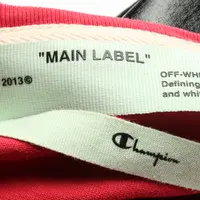 "MAIN LABEL"
2013©
OFF-WH
Defining
and whi
Champion